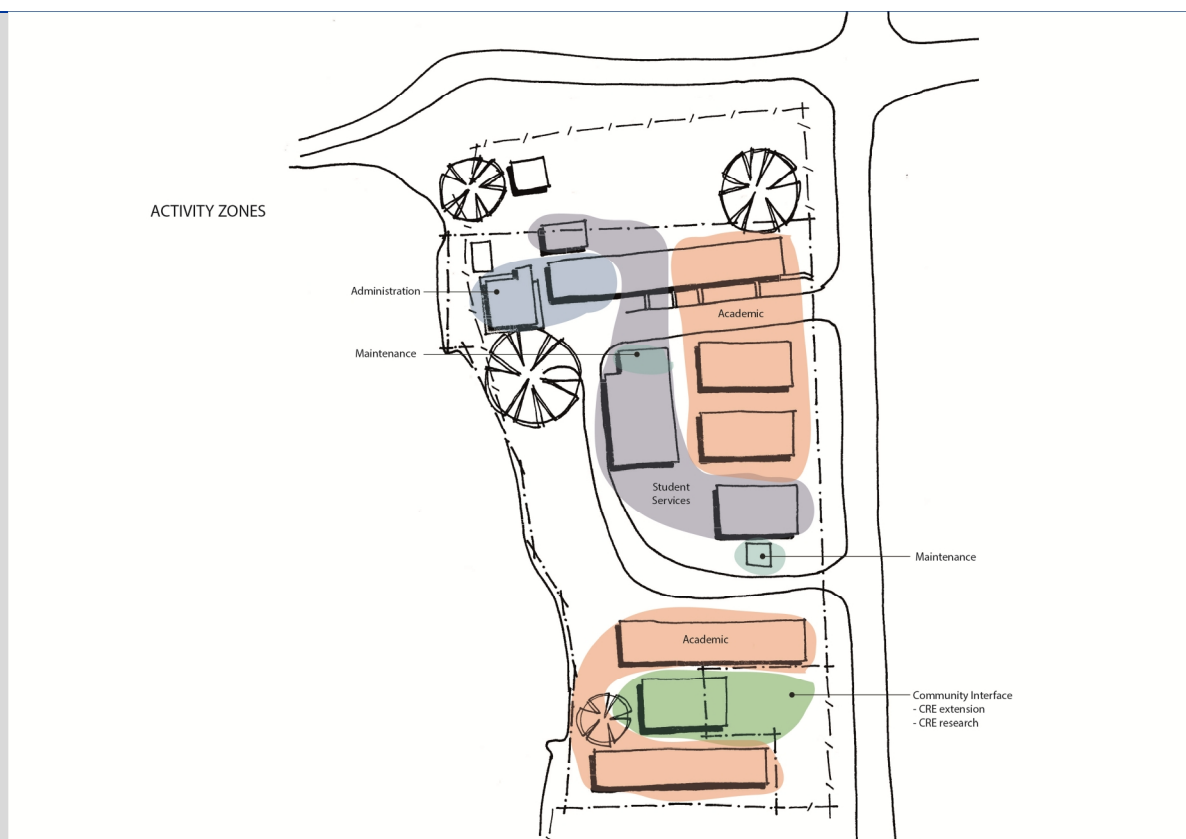 ACTIVITY ZONES
Administration
Academic
Maintenance
Student
Services
Maintenance
Academic
Community Interface
- CRE extension
- CRE research